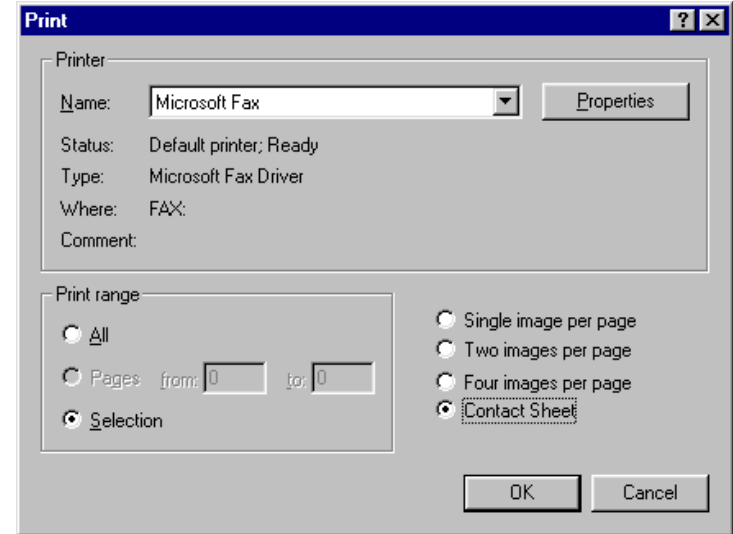 Print
Printer
Name: Microsoft Fax Properties
Status: Default printer; Ready
Type: Microsoft Fax Driver
Where: FAX:
Comment:
Print range
All
Pages from: 0 to: 0
Selection
Single image per page
Two images per page
Four images per page
Contact Sheet
OK Cancel